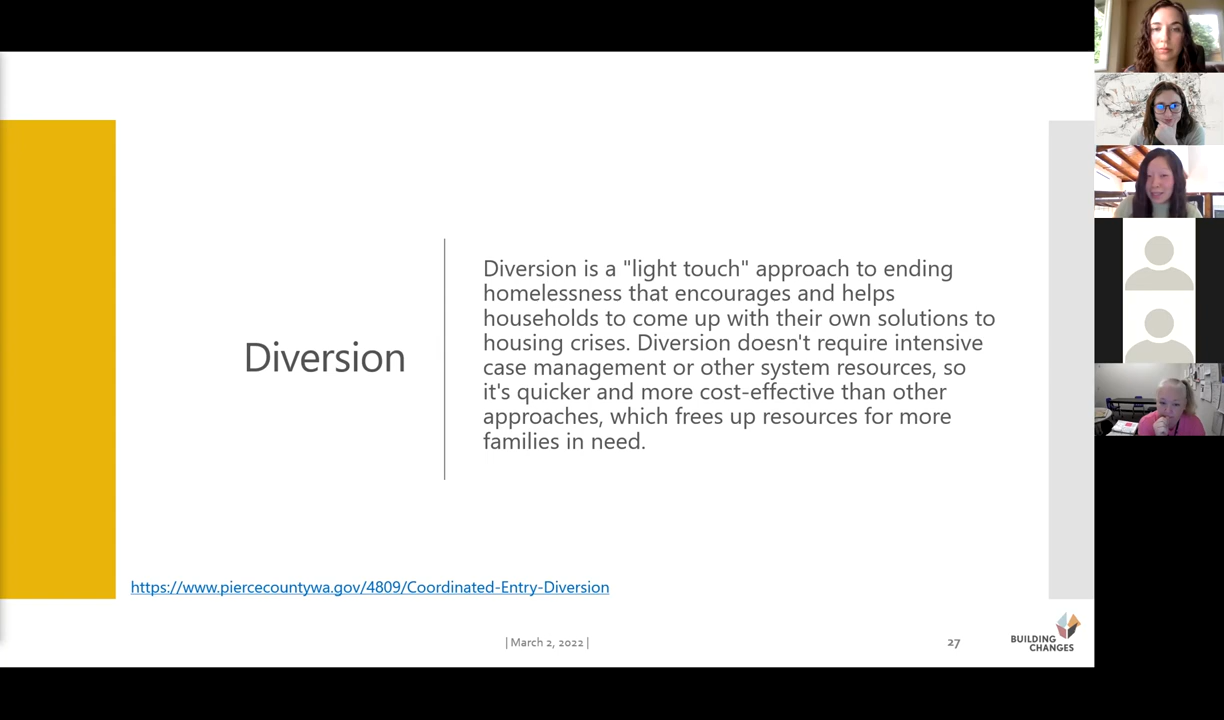 Diversion
Diversion is a "light touch" approach to ending
homelessness that encourages and helps
households to come up with their own solutions to
housing crises. Diversion doesn't require intensive
case management or other system resources, so
it's quicker and more cost-effective than other
approaches, which frees up resources for more
families in need.
https://www.piercecountywa.gov/4809/Coordinated-Entry-Diversion
| March 2, 2022 |
27
BUILDING
CHANGES